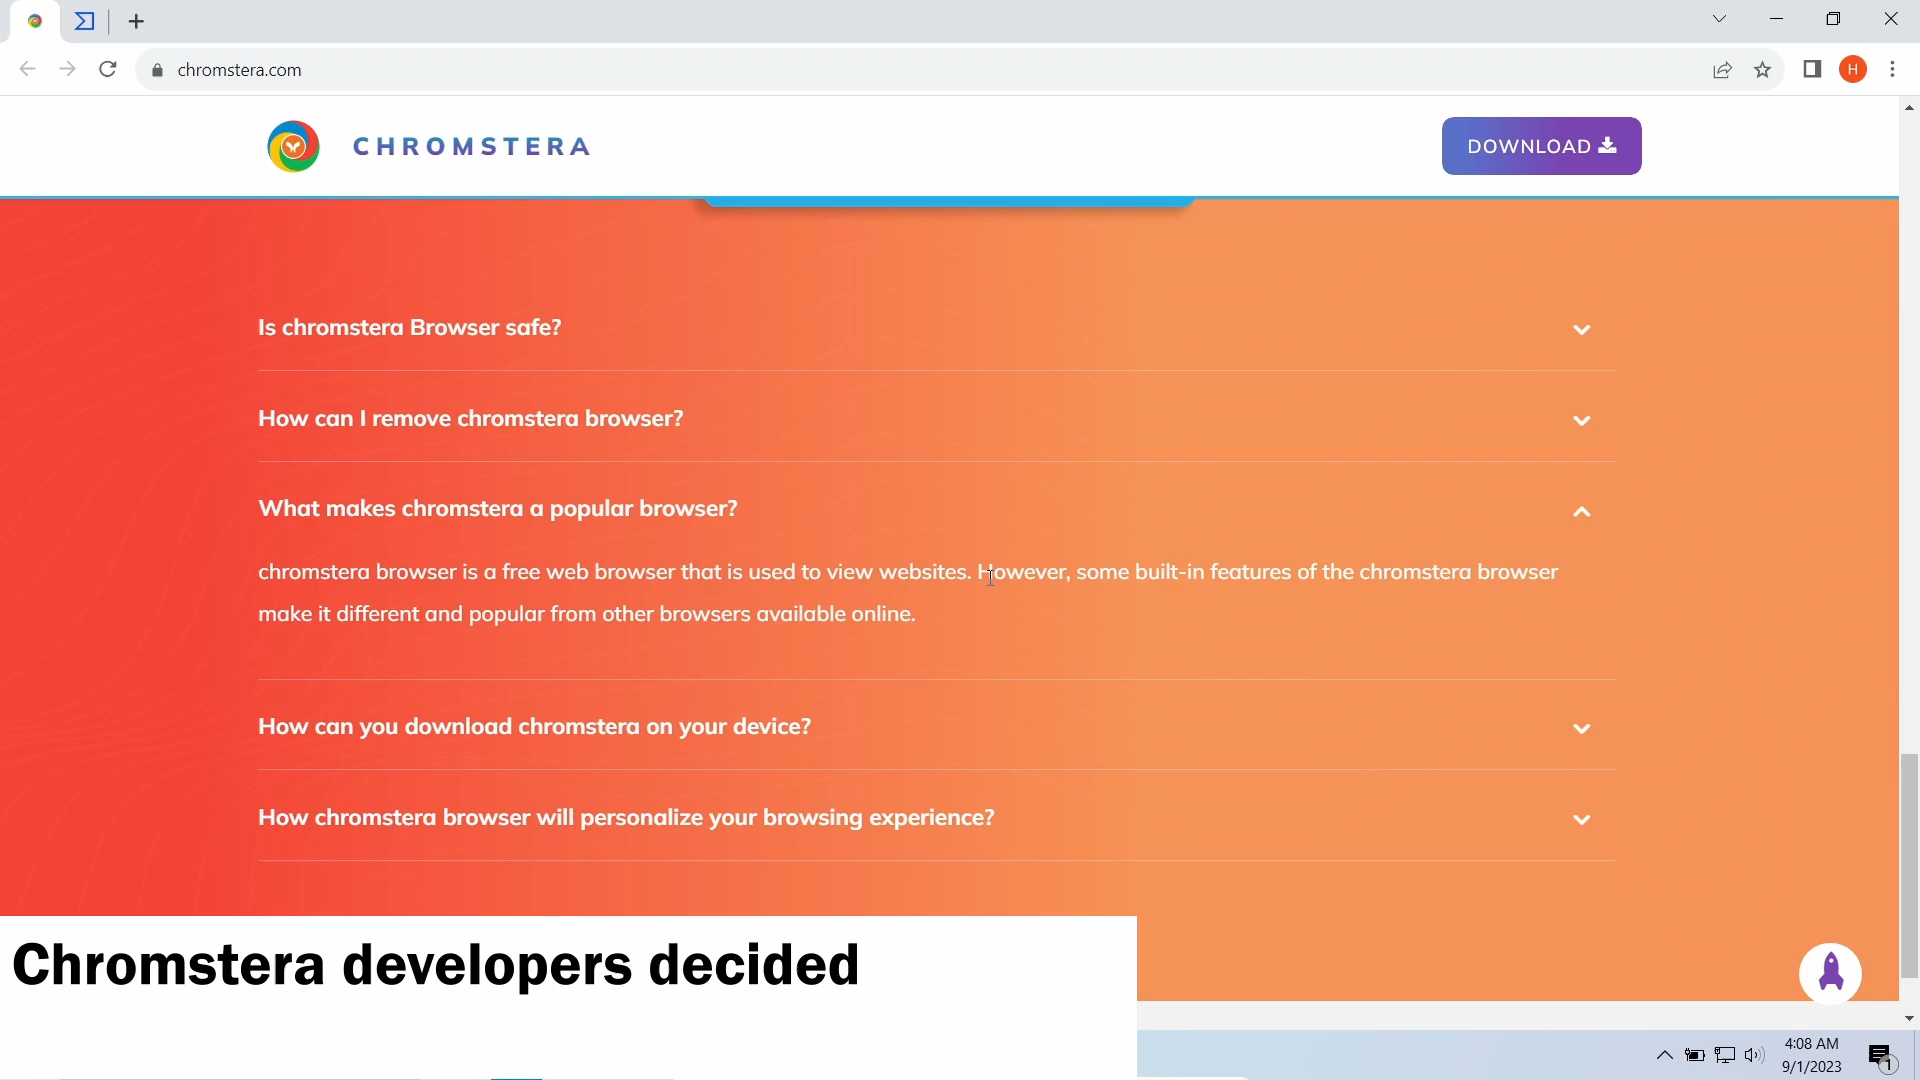 chromstera.com
H
CHROMSTERA
DOWNLOAD
Is chromstera Browser safe?
How can I remove chromstera browser?
What makes chromstera a popular browser?
chromstera browser is a free web browser that is used to view websites. However, some built-in features of the chromstera browser
make it different and popular from other browsers available online.
How can you download chromstera on your device?
How chromstera browser will personalize your browsing experience?
Chromstera developers decided
4:08 AM
9/1/2023
1